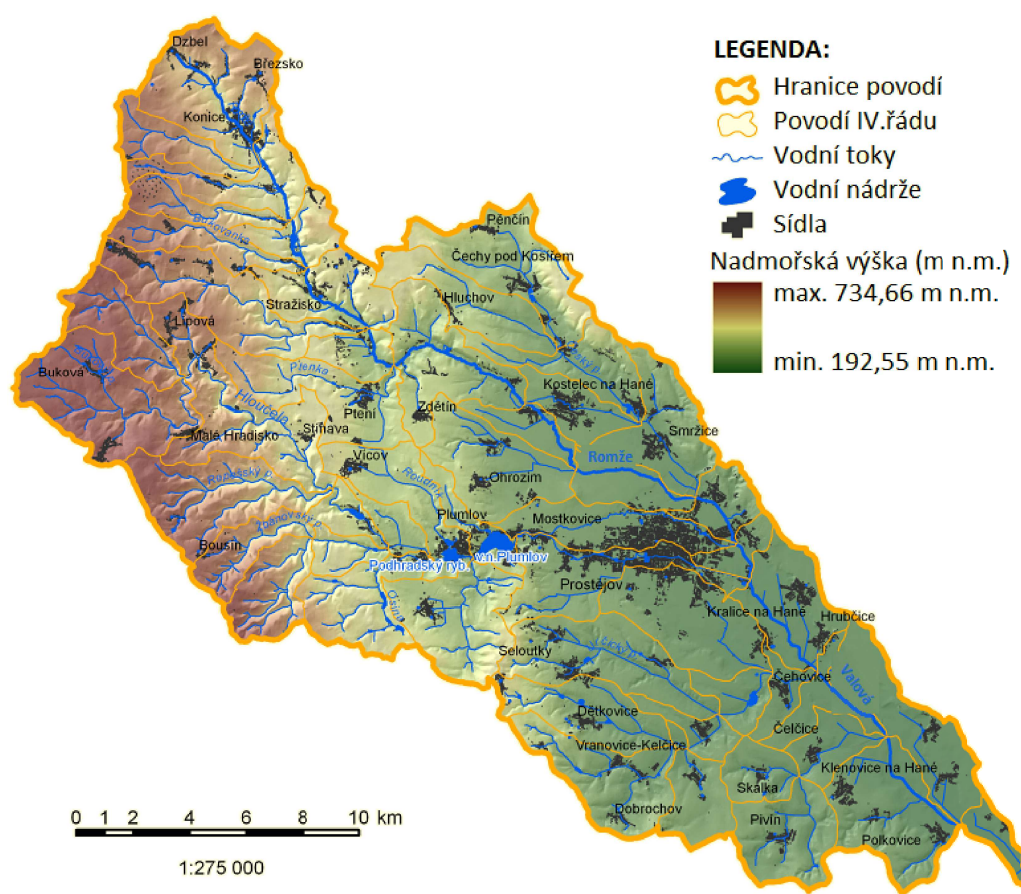 Dzbel
Březsko
Konice
Bukovanka
Stražisko
Lipová
Buková
Ptenka
Hloučela
Ptení
Malé Hradisko
Stínava
Vícov
Zdětín
Roudník
Ohrozim
Plumlov
Mostkovice
Bousín
Podhradský ryb.
v.n.Plumlov
Osina
Prostějov
Pěnčín
Čechy pod Kosířem
Hluchov
Kostelec na Hané
Smržice
Romže
Kralice na Hané
Hrubčice
Seloutky
Čehovice
Valová
Dětkovice
Čelčice
Vranovice-Kelčice
Klenovice na Hané
Skalka
Dobrochov
Pivín
Polkovice
LEGENDA:
Hranice povodí
Povodí IV.řádu
Vodní toky
Vodní nádrže
Sídla
Nadmořská výška (m n.m.)
max. 734,66 m n.m.
min. 192,55 m n.m.
0 1 2 4 6 8 10 km
1:275 000